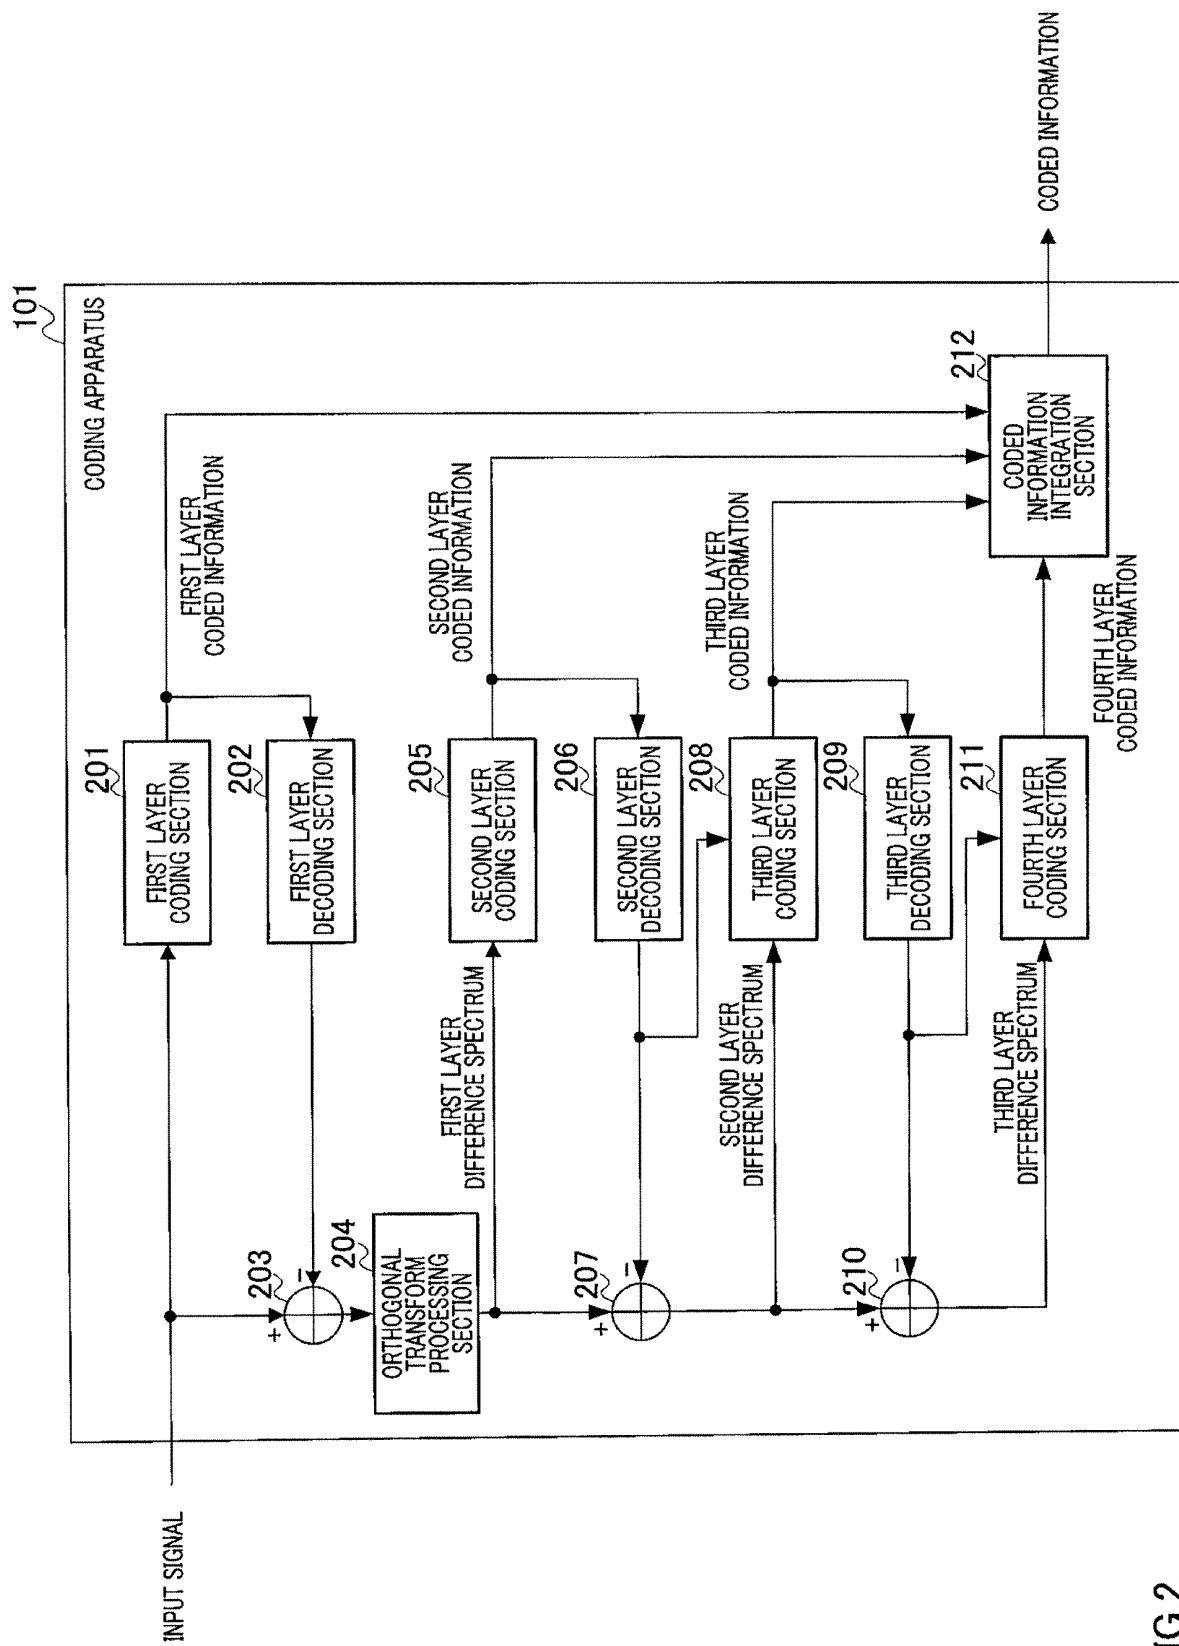 101
CODING APPARATUS
INPUT SIGNAL
201
FIRST LAYER
CODING SECTION
FIRST LAYER
CODED INFORMATION
202
FIRST LAYER
DECODING SECTION
203
+
−
204
ORTHOGONAL
TRANSFORM
PROCESSING
SECTION
FIRST LAYER
DIFFERENCE SPECTRUM
205
SECOND LAYER
CODING SECTION
SECOND LAYER
CODED INFORMATION
206
SECOND LAYER
DECODING SECTION
207
+
−
SECOND LAYER
DIFFERENCE SPECTRUM
208
THIRD LAYER
CODING SECTION
THIRD LAYER
CODED INFORMATION
209
THIRD LAYER
DECODING SECTION
210
+
−
THIRD LAYER
DIFFERENCE SPECTRUM
211
FOURTH LAYER
CODING SECTION
FOURTH LAYER
CODED INFORMATION
212
CODED
INFORMATION
INTEGRATION
SECTION
CODED INFORMATION